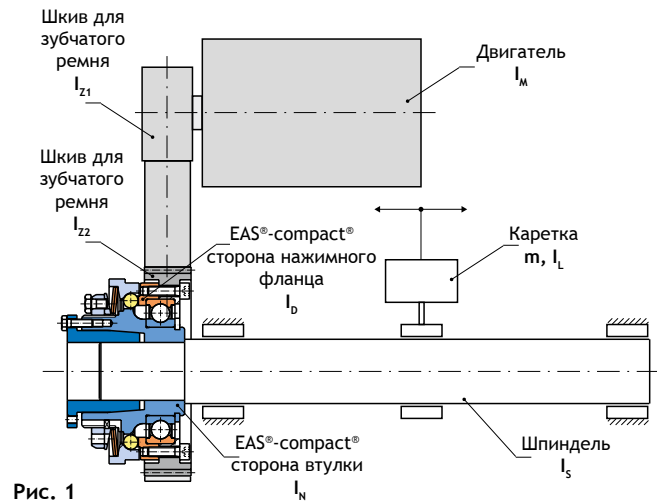 Шкив для
зубчатого
ремня
I_Z1
Двигатель
I_M
Шкив для
зубчатого
ремня
I_Z2
EAS®-compact®
сторона нажимного
фланца
I_D
Каретка
m, I_L
EAS®-compact®
сторона втулки
I_N
Шпиндель
I_S
Рис. 1